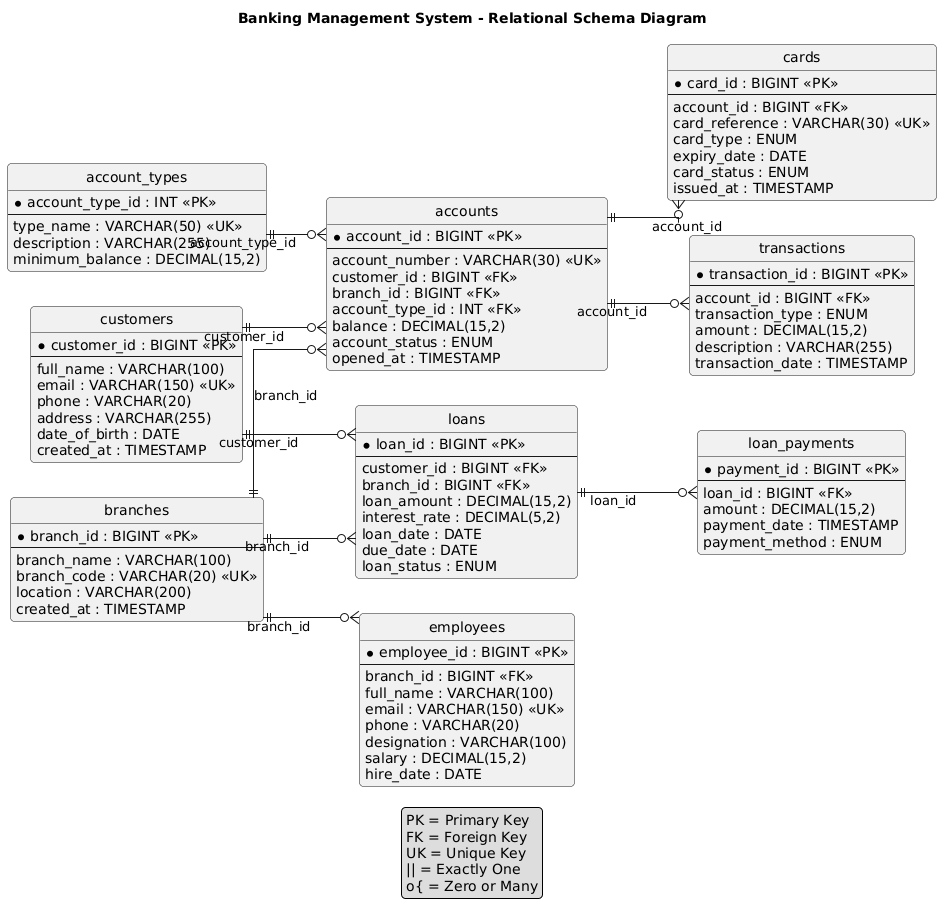 Banking Management System - Relational Schema Diagram
cards
card_id : BIGINT «PK»
account_id : BIGINT «FK»
card_reference : VARCHAR(30) «UK»
card_type : ENUM
expiry_date : DATE
card_status : ENUM
issued_at : TIMESTAMP
account_types
account_type_id : INT «PK»
type_name : VARCHAR(50) «UK»
description : VARCHAR(255)
minimum_balance : DECIMAL(15,2)
account_type_id
accounts
account_id : BIGINT «PK»
account_number : VARCHAR(30) «UK»
customer_id : BIGINT «FK»
branch_id : BIGINT «FK»
account_type_id : INT «FK»
balance : DECIMAL(15,2)
account_status : ENUM
opened_at : TIMESTAMP
account_id
account_id
transactions
transaction_id : BIGINT «PK»
account_id : BIGINT «FK»
transaction_type : ENUM
amount : DECIMAL(15,2)
description : VARCHAR(255)
transaction_date : TIMESTAMP
customers
customer_id : BIGINT «PK»
full_name : VARCHAR(100)
email : VARCHAR(150) «UK»
phone : VARCHAR(20)
address : VARCHAR(255)
date_of_birth : DATE
created_at : TIMESTAMP
customer_id
branch_id
customer_id
loans
loan_id : BIGINT «PK»
customer_id : BIGINT «FK»
branch_id : BIGINT «FK»
loan_amount : DECIMAL(15,2)
interest_rate : DECIMAL(5,2)
loan_date : DATE
due_date : DATE
loan_status : ENUM
loan_id
loan_payments
payment_id : BIGINT «PK»
loan_id : BIGINT «FK»
amount : DECIMAL(15,2)
payment_date : TIMESTAMP
payment_method : ENUM
branches
branch_id : BIGINT «PK»
branch_name : VARCHAR(100)
branch_code : VARCHAR(20) «UK»
location : VARCHAR(200)
created_at : TIMESTAMP
branch_id
branch_id
employees
employee_id : BIGINT «PK»
branch_id : BIGINT «FK»
full_name : VARCHAR(100)
email : VARCHAR(150) «UK»
phone : VARCHAR(20)
designation : VARCHAR(100)
salary : DECIMAL(15,2)
hire_date : DATE
PK = Primary Key
FK = Foreign Key
UK = Unique Key
|| = Exactly One
o{ = Zero or Many